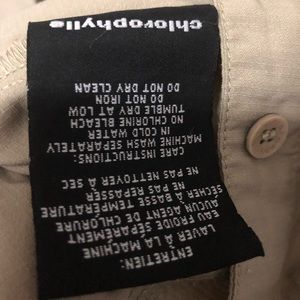 ENTRETIEN:
LAVER À LA MACHINE
EAU FROIDE SÉPARÉMENT
AUCUN AGENT DE CHLORURE
SÉCHER À BASSE TEMPÉRATURE
NE PAS REPASSER
NE PAS NETTOYER À SEC
CARE INSTRUCTIONS:
MACHINE WASH SEPARATELY
IN COLD WATER
NO CHLORINE BLEACH
TUMBLE DRY AT LOW
DO NOT IRON
DO NOT DRY CLEAN
chlorophylle